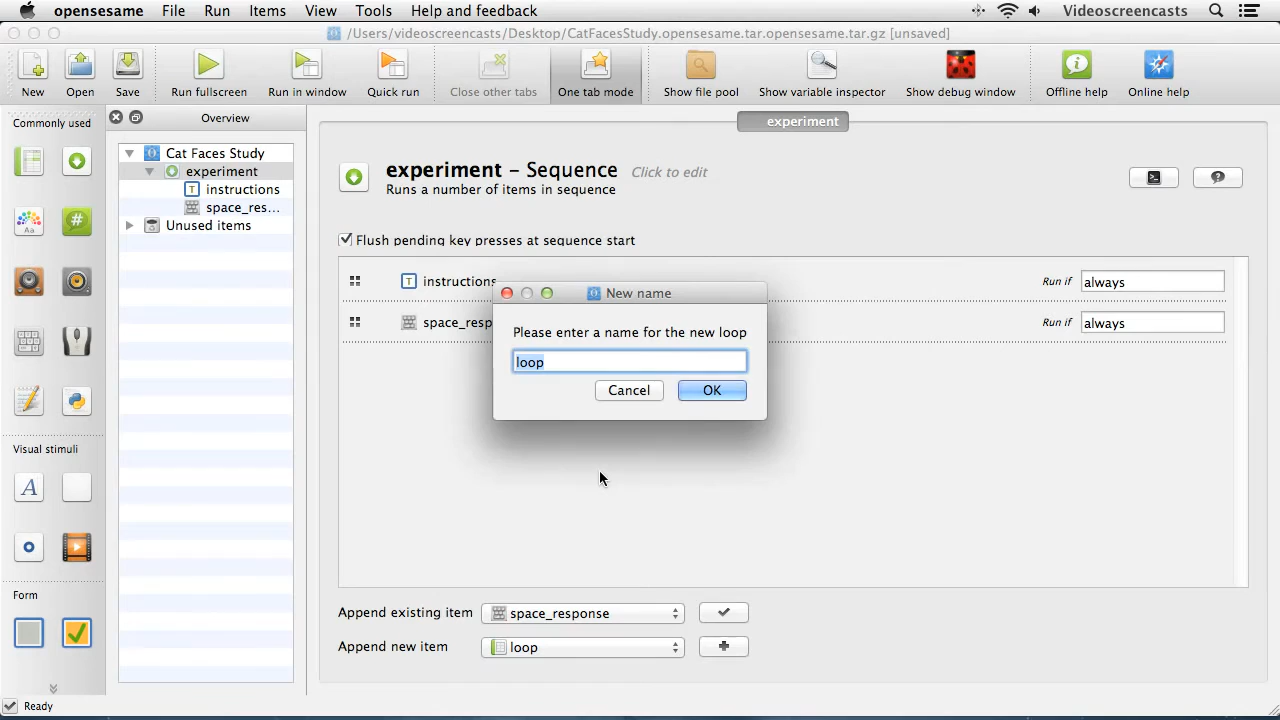 opensesame File Run Items View Tools Help and feedback Videoscreencasts
/Users/videoscreencasts/Desktop/CatFacesStudy.opensesame.tar.opensesame.tar.gz [unsaved]
New Open Save Run fullscreen Run in window Quick run Close other tabs One tab mode Show file pool Show variable inspector Show debug window Offline help Online help
Commonly used
Overview
experiment
Cat Faces Study
experiment
instructions
space_res...
Unused items
experiment – Sequence Click to edit
Runs a number of items in sequence
Flush pending key presses at sequence start
instructions Run if always
space_resp Run if always
New name
Please enter a name for the new loop
loop
Cancel OK
Aa
Visual stimuli
A
Form
Append existing item space_response
Append new item loop
Ready